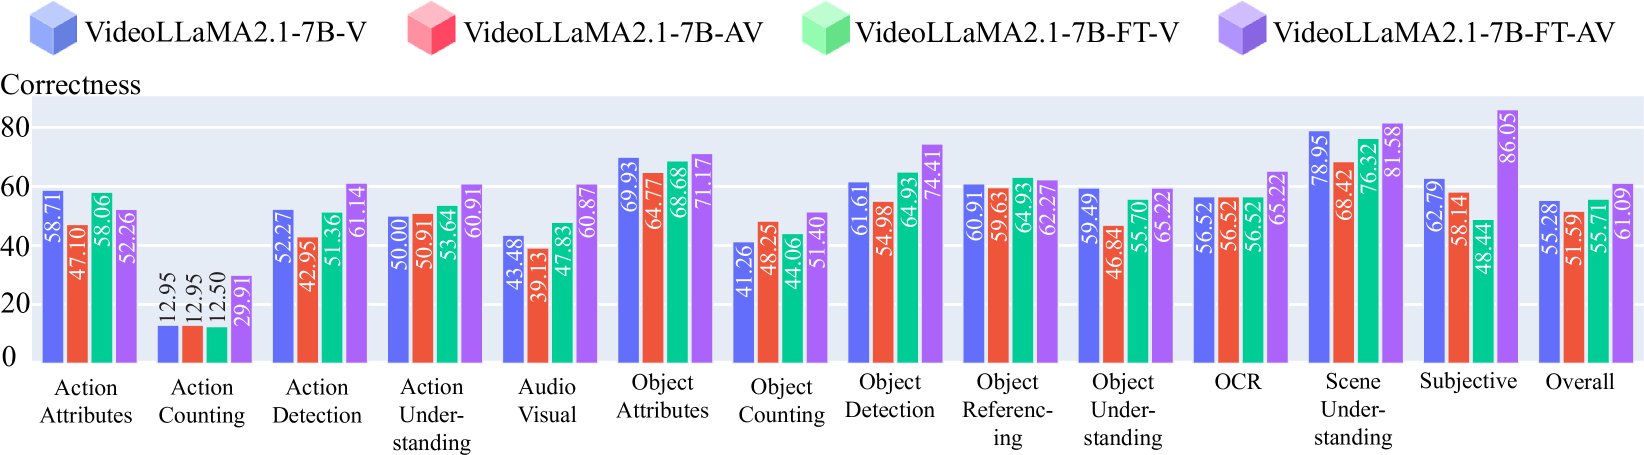 VideoLLaMA2.1-7B-V VideoLLaMA2.1-7B-AV VideoLLaMA2.1-7B-FT-V VideoLLaMA2.1-7B-FT-AV
Correctness
80
60
40
20
0
58.71 47.10 58.06 52.26
12.95 12.95 12.50 29.91
52.27 42.95 51.36 61.14
50.00 50.91 53.64 60.91
43.48 39.13 47.83 60.87
69.93 64.77 68.68 71.17
41.26 48.25 44.06 51.40
61.61 54.98 64.93 74.41
60.91 59.63 64.93 62.27
59.49 46.84 55.70 65.22
56.52 56.52 56.52 65.22
78.95 68.42 76.32 81.58
62.79 58.14 48.44 86.05
55.28 51.59 55.71 61.09
Action
Attributes
Action
Counting
Action
Detection
Action
Under-
standing
Audio
Visual
Object
Attributes
Object
Counting
Object
Detection
Object
Referenc-
ing
Object
Under-
standing
OCR
Scene
Under-
standing
Subjective
Overall